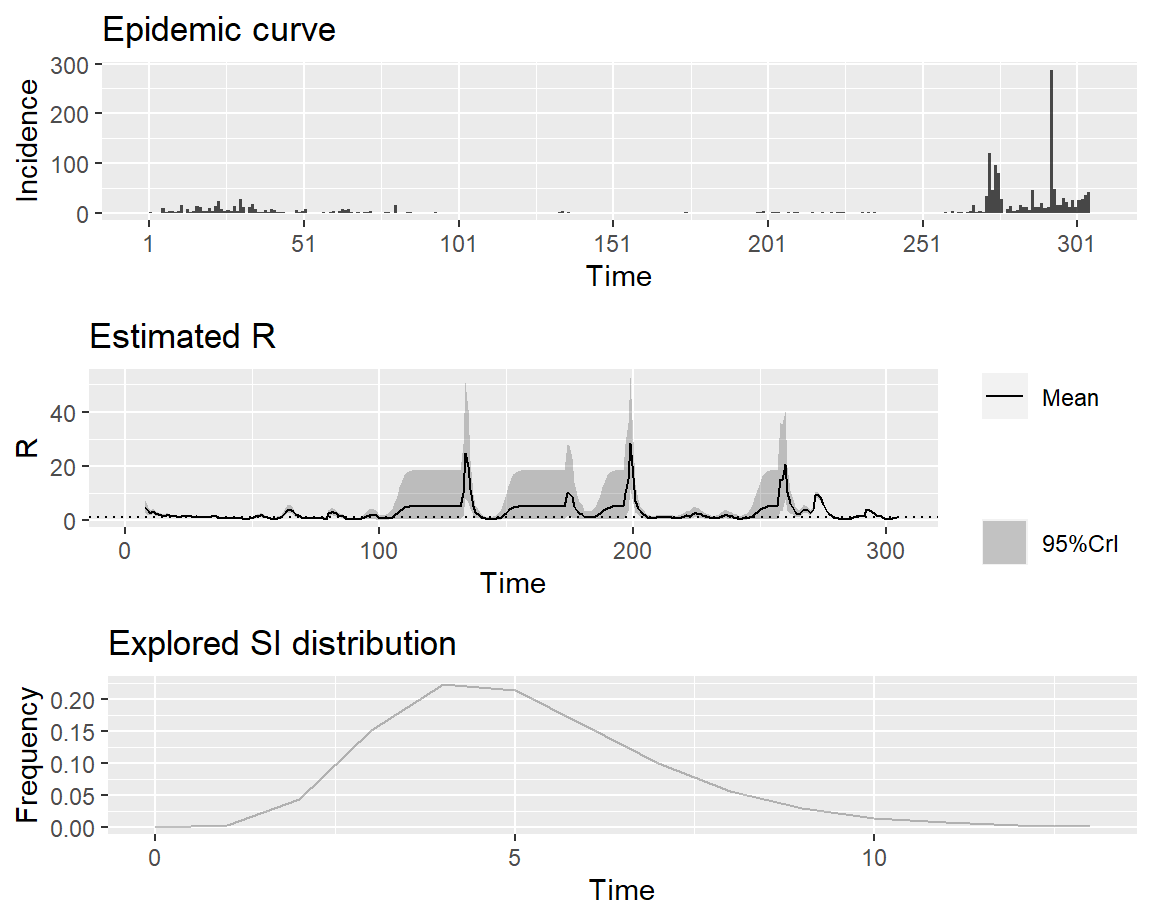 Epidemic curve
300
200
100
0
Incidence
1 51 101 151 201 251 301
Time
Estimated R
40
20
0
R
0 100 200 300
Time
Mean
95%CrI
Explored SI distribution
0.20
0.15
0.10
0.05
0.00
Frequency
0 5 10
Time